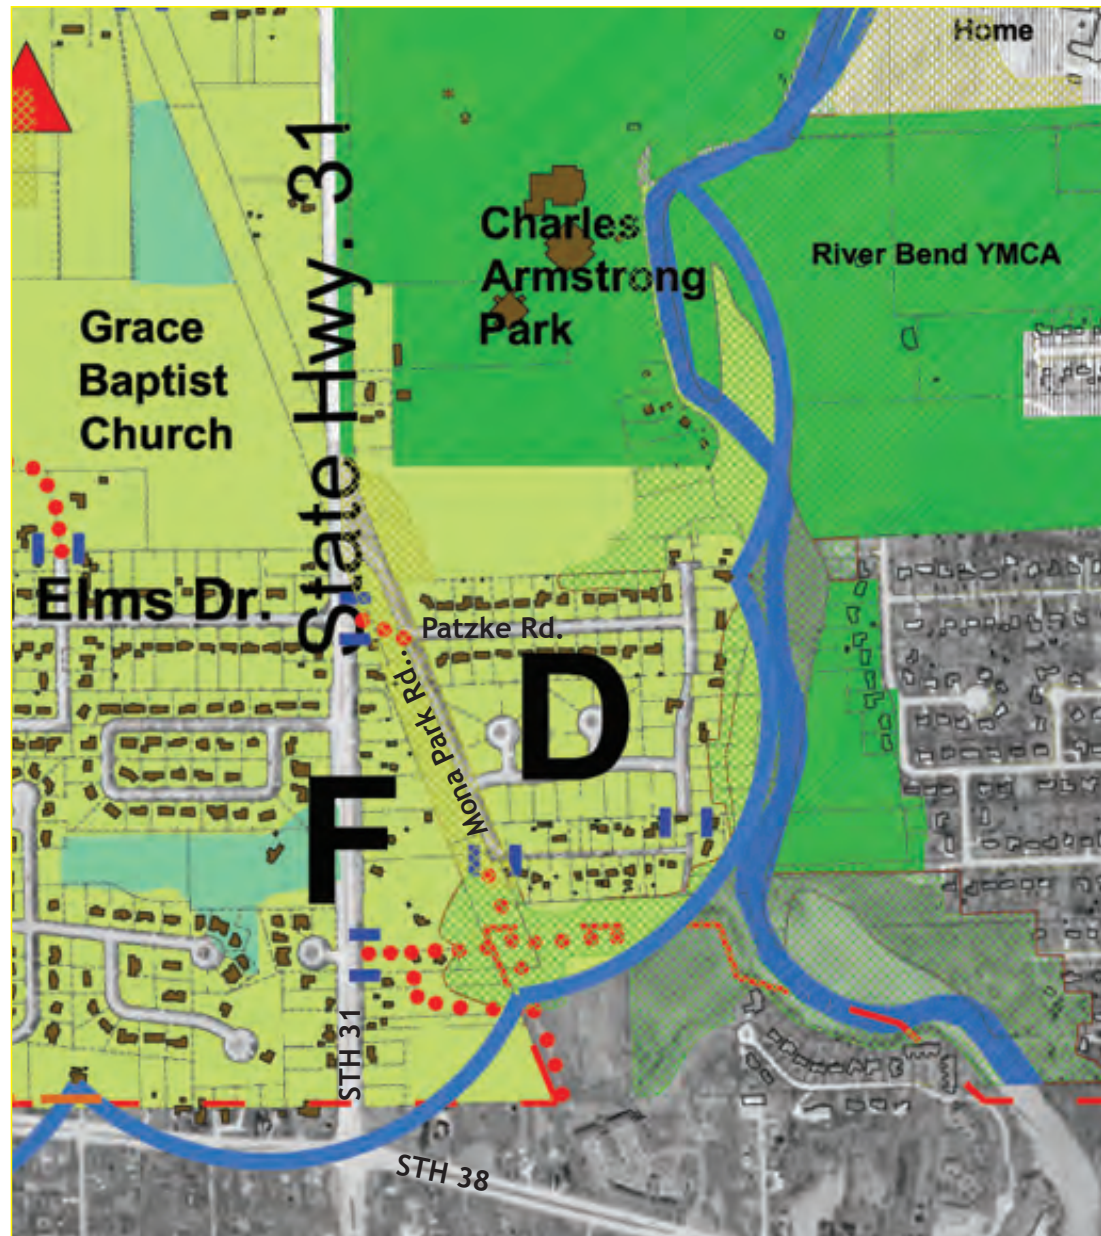 Home
State Hwy. 31
Charles
Armstrong
Park
River Bend YMCA
Grace
Baptist
Church
Elms Dr.
Patzke Rd.
Mona Park Rd...
D
F
STH 31
STH 38